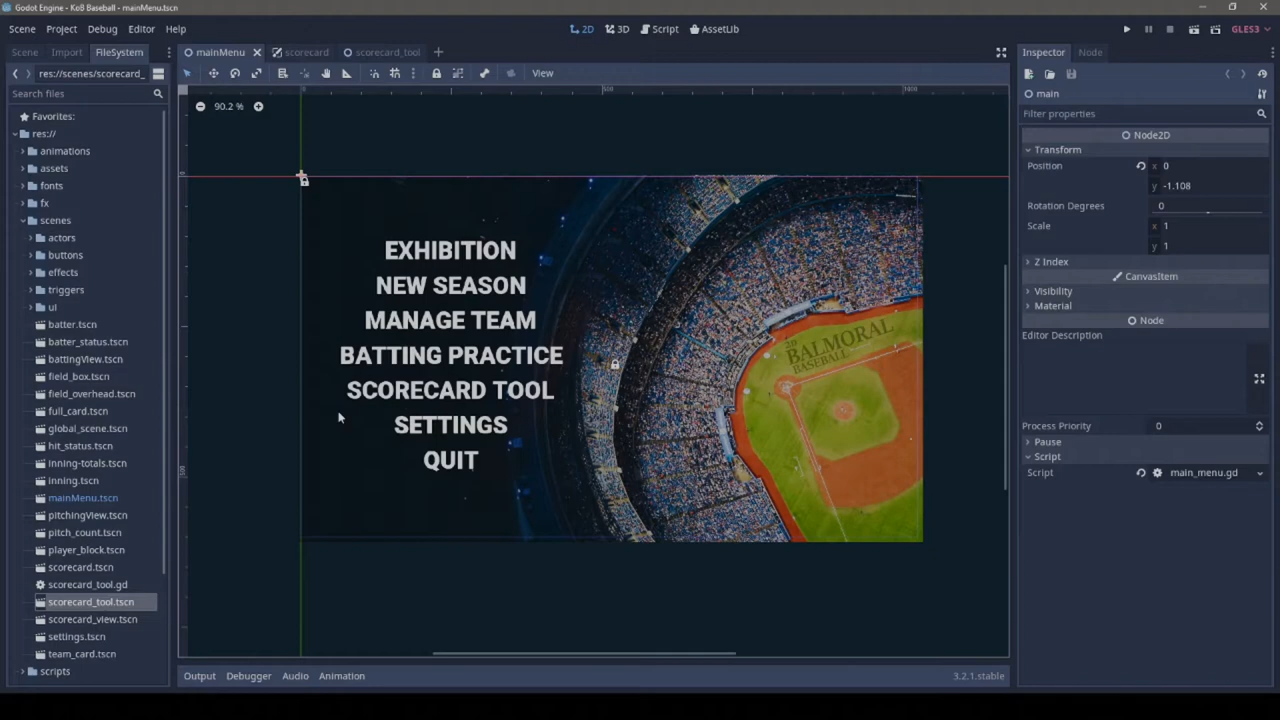 Godot Engine - KoB Baseball - mainMenu.tscn
Scene Project Debug Editor Help
2D 3D Script AssetLib
GLES3
Scene Import FileSystem
mainMenu scorecard scorecard_tool
Inspector Node
res://scenes/scorecard_
View
Search files
90.2 %
main
Filter properties
Favorites:
res://
animations
assets
fonts
fx
scenes
actors
buttons
effects
triggers
ui
batter.tscn
batter_status.tscn
battingView.tscn
field_box.tscn
field_overhead.tscn
full_card.tscn
global_scene.tscn
hit_status.tscn
inning-totals.tscn
inning.tscn
mainMenu.tscn
pitchingView.tscn
pitch_count.tscn
player_block.tscn
scorecard.tscn
scorecard_tool.gd
scorecard_tool.tscn
scorecard_view.tscn
settings.tscn
team_card.tscn
scripts
0 500 1000
0
500
EXHIBITION
NEW SEASON
MANAGE TEAM
BATTING PRACTICE
SCORECARD TOOL
SETTINGS
QUIT
2D
BALMORAL
BASEBALL
Node2D
Transform
Position x 0
y -1.108
Rotation Degrees 0
Scale x 1
y 1
Z Index
CanvasItem
Visibility
Material
Node
Editor Description
Process Priority 0
Pause
Script
Script main_menu.gd
Output Debugger Audio Animation
3.2.1.stable